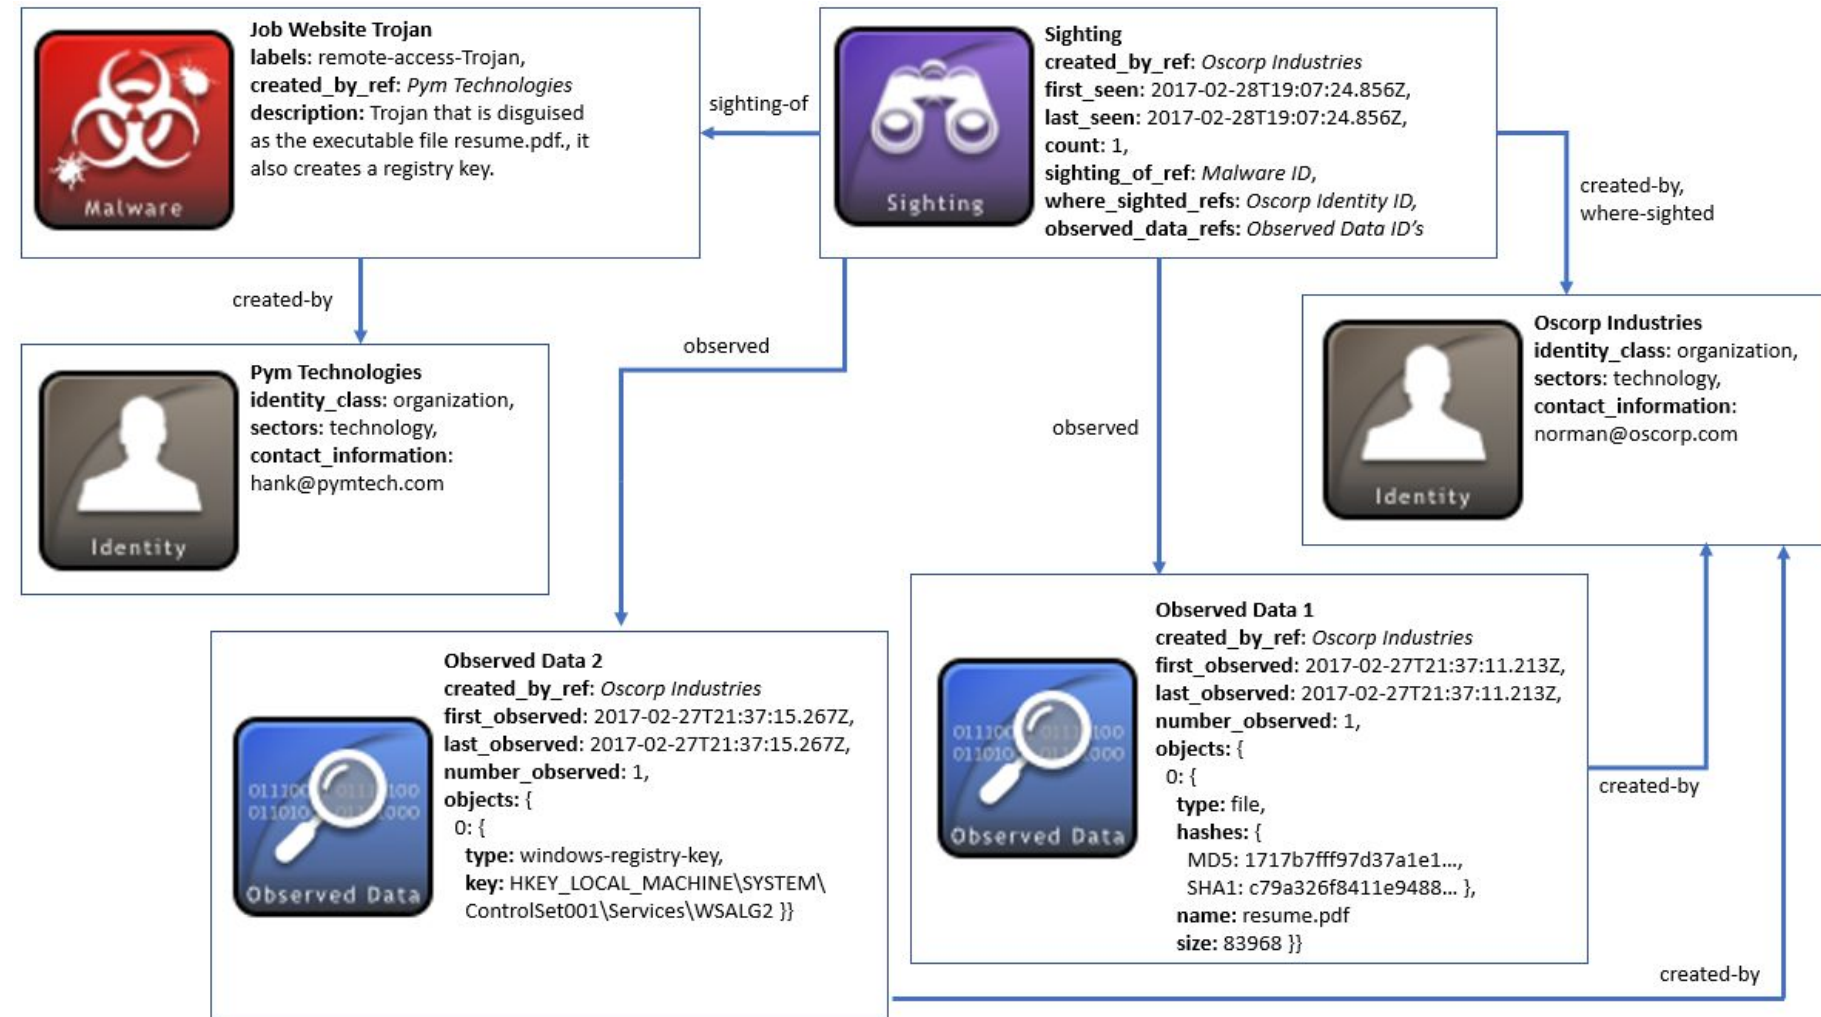 Job Website Trojan
labels: remote-access-Trojan,
created_by_ref: Pym Technologies
description: Trojan that is disguised
as the executable file resume.pdf., it
also creates a registry key.
Malware
sighting-of
Sighting
created_by_ref: Oscorp Industries
first_seen: 2017-02-28T19:07:24.856Z,
last_seen: 2017-02-28T19:07:24.856Z,
count: 1,
sighting_of_ref: Malware ID,
where_sighted_refs: Oscorp Identity ID,
observed_data_refs: Observed Data ID’s
Sighting
created-by,
where-sighted
created-by
Pym Technologies
identity_class: organization,
sectors: technology,
contact_information:
hank@pymtech.com
Identity
observed
observed
Oscorp Industries
identity_class: organization,
sectors: technology,
contact_information:
norman@oscorp.com
Identity
Observed Data 2
created_by_ref: Oscorp Industries
first_observed: 2017-02-27T21:37:15.267Z,
last_observed: 2017-02-27T21:37:15.267Z,
number_observed: 1,
objects: {
0: {
type: windows-registry-key,
key: HKEY_LOCAL_MACHINE\SYSTEM\
ControlSet001\Services\WSALG2 }}
Observed Data
Observed Data 1
created_by_ref: Oscorp Industries
first_observed: 2017-02-27T21:37:11.213Z,
last_observed: 2017-02-27T21:37:11.213Z,
number_observed: 1,
objects: {
0: {
type: file,
hashes: {
MD5: 1717b7fff97d37a1e1...,
SHA1: c79a326f8411e9488... },
name: resume.pdf
size: 83968 }}
Observed Data
created-by
created-by